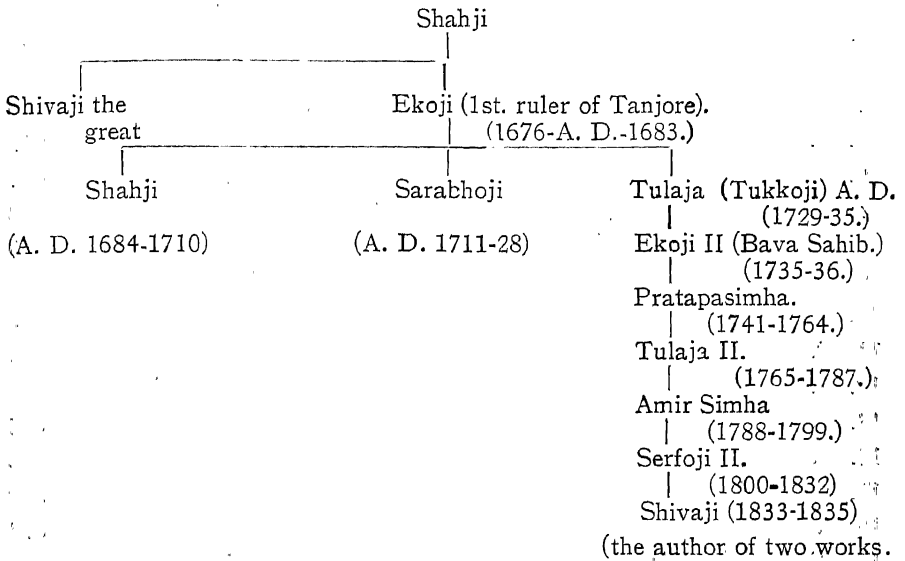 Shahji
Shivaji the Ekoji (1st. ruler of Tanjore).
great (1676-A. D.-1683.)
Shahji Sarabhoji Tulaja (Tukkoji) A. D.
(1729-35.)
(A. D. 1684-1710) (A. D. 1711-28) Ekoji II (Bava Sahib.)
(1735-36.)
Pratapasimha.
(1741-1764.)
Tulaja II.
(1765-1787.)
Amir Simha
(1788-1799.)
Serfoji II.
(1800-1832)
Shivaji (1833-1835)
(the author of two works.